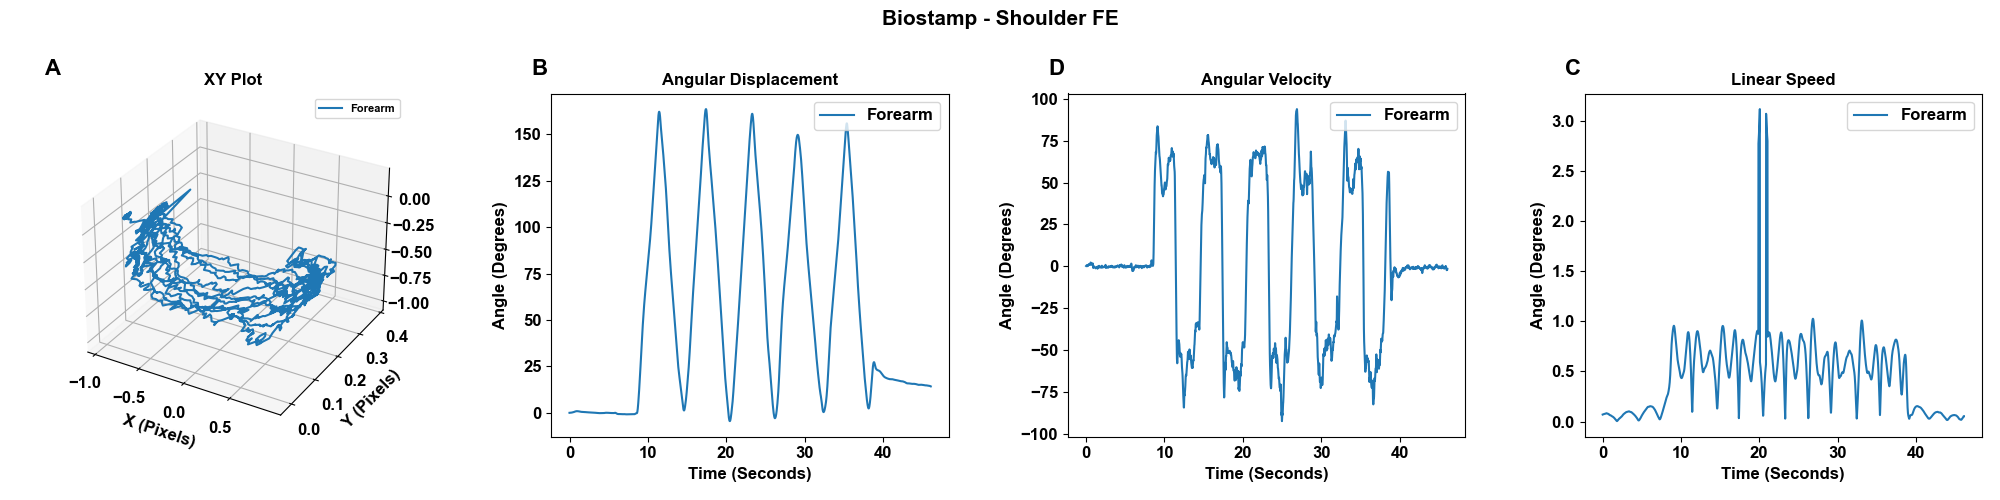 Biostamp - Shoulder FE
A
XY Plot
Forearm
0.00
−0.25
−0.50
−0.75
−1.00
−1.0
−0.5
0.0
0.5
X (Pixels)
0.0
0.1
0.2
0.3
0.4
Y (Pixels)
B
Angular Displacement
Forearm
150
125
100
75
50
25
0
Angle (Degrees)
0 10 20 30 40
Time (Seconds)
D
Angular Velocity
Forearm
100
75
50
25
0
−25
−50
−75
−100
Angle (Degrees)
0 10 20 30 40
Time (Seconds)
C
Linear Speed
Forearm
3.0
2.5
2.0
1.5
1.0
0.5
0.0
Angle (Degrees)
0 10 20 30 40
Time (Seconds)